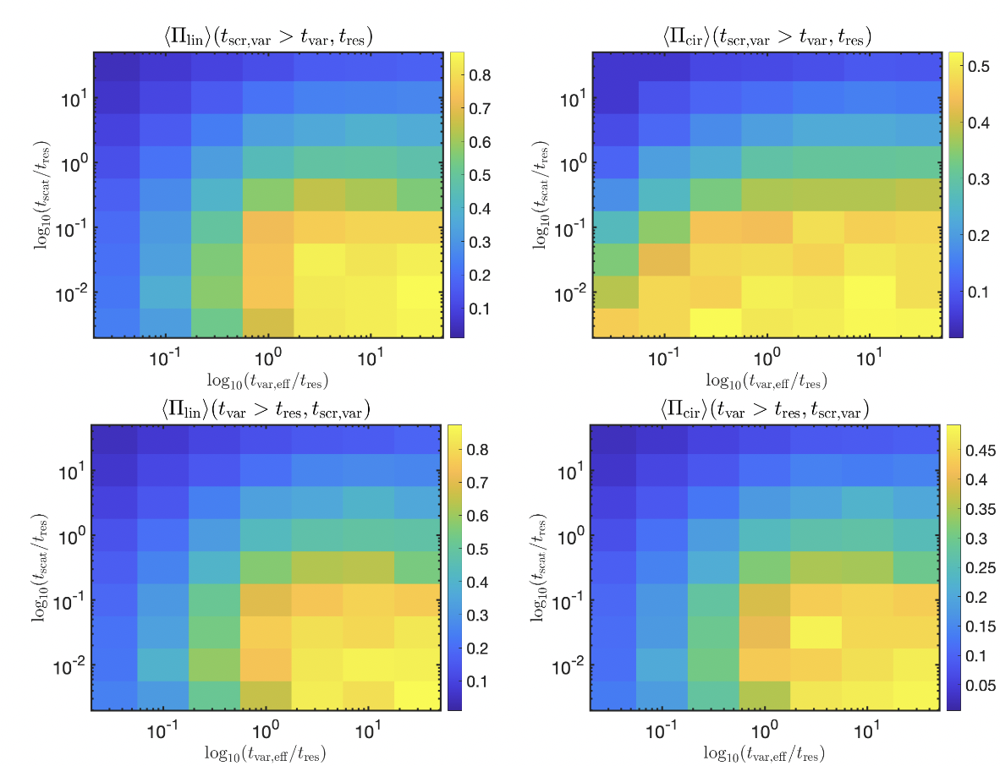 ⟨Π_lin⟩(t_scr,var > t_var, t_res)
10^1
10^0
10^-1
10^-2
log_10(t_scat/t_res)
10^-1 10^0 10^1
log_10(t_var,eff/t_res)
0.8
0.7
0.6
0.5
0.4
0.3
0.2
0.1
⟨Π_cir⟩(t_scr,var > t_var, t_res)
10^1
10^0
10^-1
10^-2
log_10(t_scat/t_res)
10^-1 10^0 10^1
log_10(t_var,eff/t_res)
0.5
0.4
0.3
0.2
0.1
⟨Π_lin⟩(t_var > t_res, t_scr,var)
10^1
10^0
10^-1
10^-2
log_10(t_scat/t_res)
10^-1 10^0 10^1
log_10(t_var,eff/t_res)
0.8
0.7
0.6
0.5
0.4
0.3
0.2
0.1
⟨Π_cir⟩(t_var > t_res, t_scr,var)
10^1
10^0
10^-1
10^-2
log_10(t_scat/t_res)
10^-1 10^0 10^1
log_10(t_var,eff/t_res)
0.45
0.4
0.35
0.3
0.25
0.2
0.15
0.1
0.05